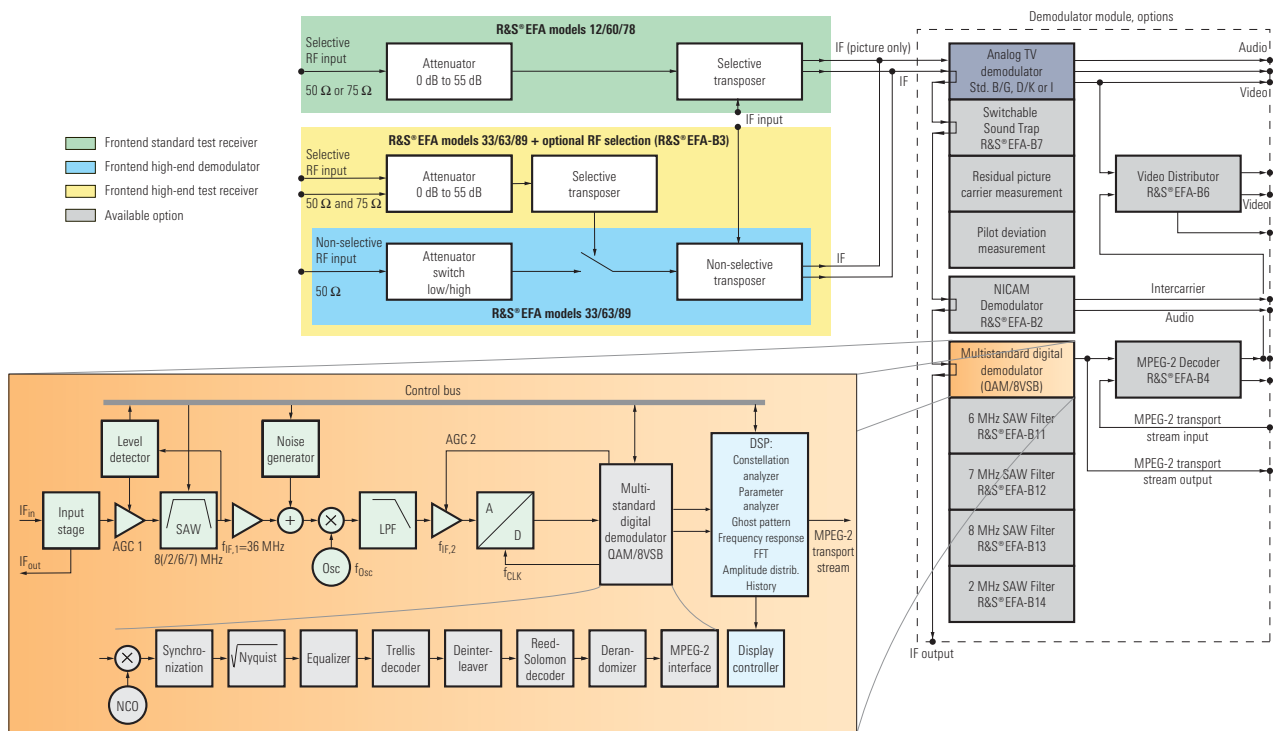 R&S®EFA models 12/60/78
Selective
RF input
50 Ω or 75 Ω
Attenuator
0 dB to 55 dB
Selective
transposer
IF input
IF (picture only)
IF
Frontend standard test receiver
Frontend high-end demodulator
Frontend high-end test receiver
Available option
R&S®EFA models 33/63/89 + optional RF selection (R&S®EFA-B3)
Selective
RF input
50 Ω and 75 Ω
Attenuator
0 dB to 55 dB
Selective
transposer
Non-selective
RF input
50 Ω
Attenuator
switch
low/high
Non-selective
transposer
IF
R&S®EFA models 33/63/89
Demodulator module, options
Analog TV
demodulator
Std. B/G, D/K or I
Audio
Video
Switchable
Sound Trap
R&S®EFA-B7
Residual picture
carrier measurement
Pilot deviation
measurement
Video Distributor
R&S®EFA-B6
Video
NICAM
Demodulator
R&S®EFA-B2
Intercarrier
Audio
Multistandard digital
demodulator
(QAM/8VSB)
MPEG-2 Decoder
R&S®EFA-B4
6 MHz SAW Filter
R&S®EFA-B11
MPEG-2 transport
stream input
7 MHz SAW Filter
R&S®EFA-B12
MPEG-2 transport
stream output
8 MHz SAW Filter
R&S®EFA-B13
2 MHz SAW Filter
R&S®EFA-B14
IF output
Control bus
Level
detector
Noise
generator
AGC 2
IFin
IFout
Input
stage
AGC 1
SAW
8(/2/6/7) MHz
fIF,1=36 MHz
+
×
Osc
fOsc
LPF
fIF,2
A
D
fCLK
Multi-
standard
digital
demodulator
QAM/8VSB
DSP:
Constellation
analyzer
Parameter
analyzer
Ghost pattern
Frequency response
FFT
Amplitude distrib.
History
MPEG-2
transport
stream
×
NCO
Synchro-
nization
√Nyquist
Equalizer
Trellis
decoder
Deinter-
leaver
Reed-
Solomon
decoder
Deran-
domizer
MPEG-2
interface
Display
controller